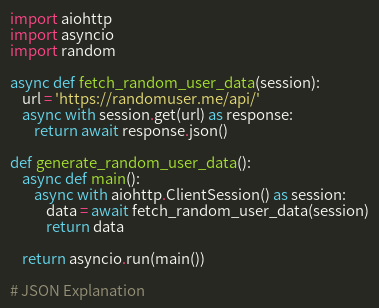 import aiohttp
import asyncio
import random

async def fetch_random_user_data(session):
    url = 'https://randomuser.me/api/'
    async with session.get(url) as response:
        return await response.json()

def generate_random_user_data():
    async def main():
        async with aiohttp.ClientSession() as session:
            data = await fetch_random_user_data(session)
            return data

    return asyncio.run(main())

# JSON Explanation